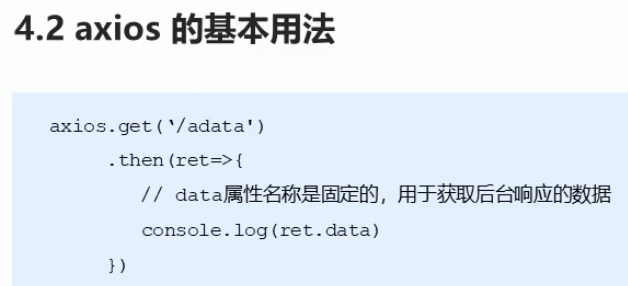 4.2 axios 的基本用法
axios.get(‘/adata')
.then(ret=>{
// data属性名称是固定的，用于获取后台响应的数据
console.log(ret.data)
})